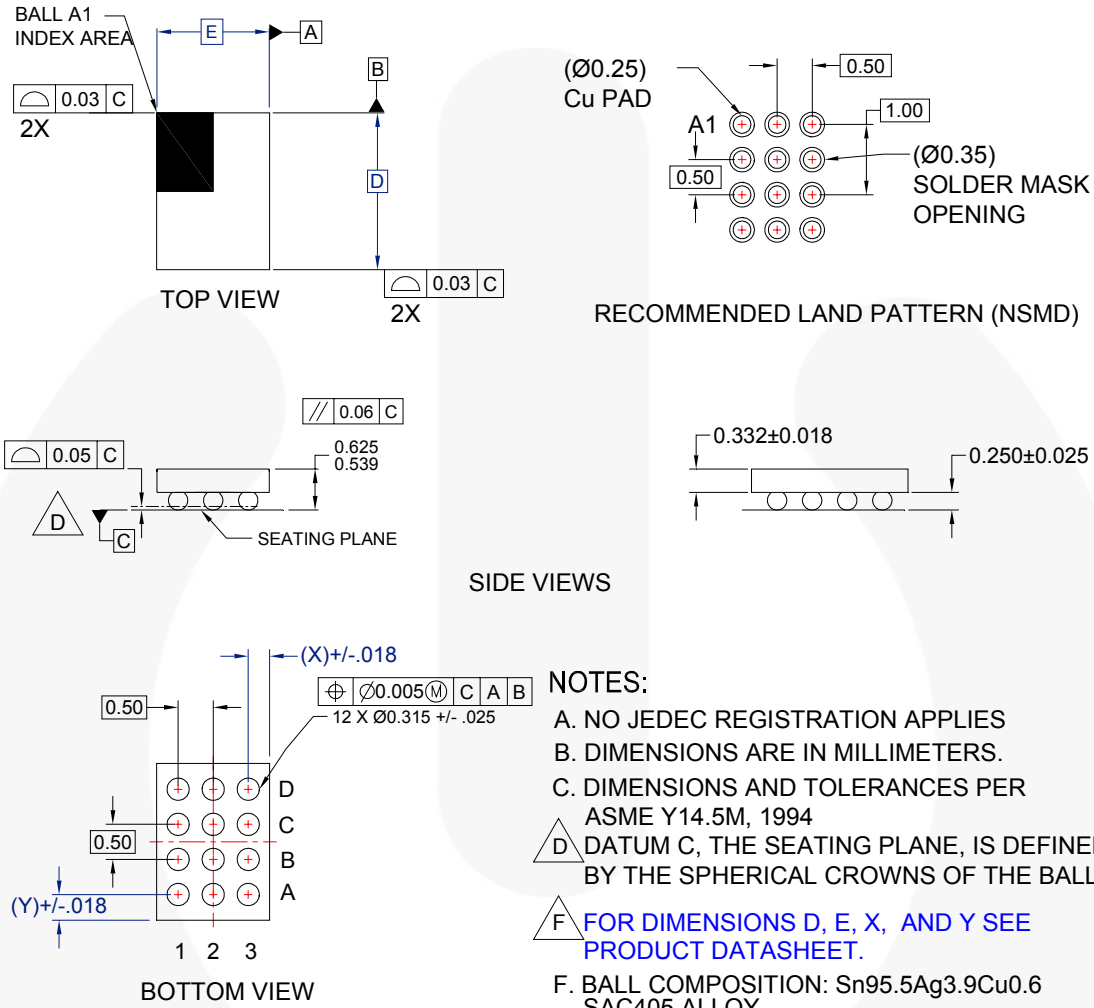 BALL A1
INDEX AREA
E
A
B
⌓ 0.03 C
2X
D
⌓ 0.03 C
2X
TOP VIEW
(Ø0.25)
Cu PAD
0.50
1.00
A1
0.50
(Ø0.35)
SOLDER MASK
OPENING
RECOMMENDED LAND PATTERN (NSMD)
// 0.06 C
⌓ 0.05 C
0.625
0.539
D
C
SEATING PLANE
0.332±0.018
0.250±0.025
SIDE VIEWS
(X)+/-.018
⌖ Ø0.005Ⓜ C A B
12 X Ø0.315 +/- .025
0.50
D
C
0.50
B
A
(Y)+/-.018
1 2 3
BOTTOM VIEW
NOTES:
A. NO JEDEC REGISTRATION APPLIES
B. DIMENSIONS ARE IN MILLIMETERS.
C. DIMENSIONS AND TOLERANCES PER
ASME Y14.5M, 1994
D DATUM C, THE SEATING PLANE, IS DEFINE
BY THE SPHERICAL CROWNS OF THE BALL
F FOR DIMENSIONS D, E, X, AND Y SEE
PRODUCT DATASHEET.
F. BALL COMPOSITION: Sn95.5Ag3.9Cu0.6
SAC405 ALLOY